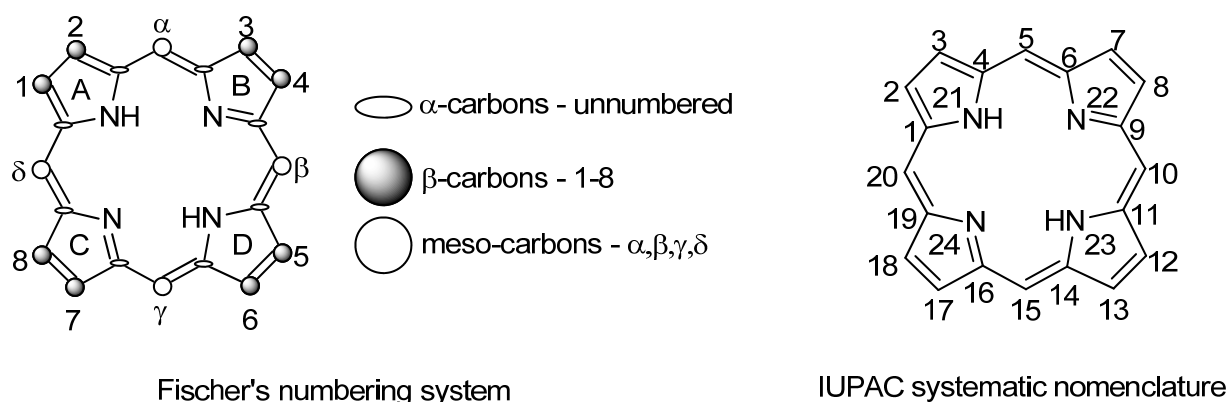 2 α 3
1 A B 4
NH N
δ β
N HN
8 C D 5
7 γ 6
α-carbons - unnumbered
β-carbons - 1-8
meso-carbons - α,β,γ,δ
Fischer's numbering system
3 4 5 6 7
2 21 NH N 22 8
1 9
20 10
19 N HN 11
18 24 23 12
17 16 15 14 13
IUPAC systematic nomenclature